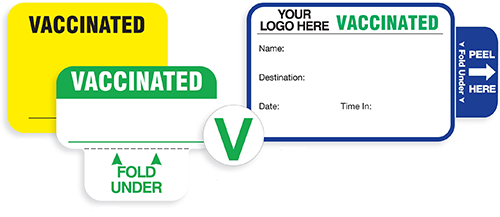 VACCINATED
VACCINATED
FOLD
UNDER
V
YOUR
LOGO HERE VACCINATED
Name:
Destination:
Date: Time In:
Fold Under
PEEL
HERE